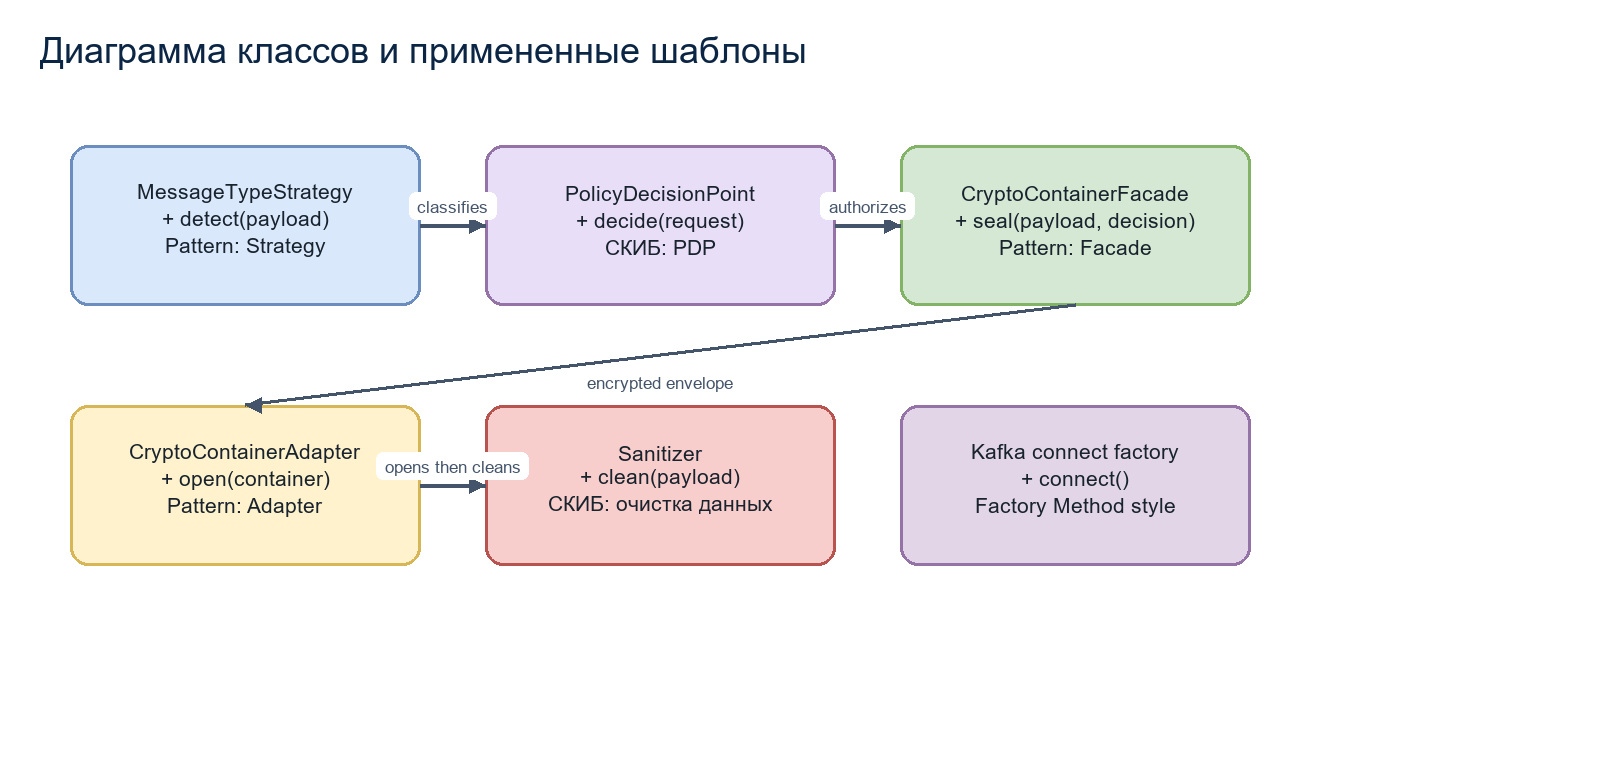 Диаграмма классов и примененные шаблоны
MessageTypeStrategy
+ detect(payload)
Pattern: Strategy
classifies
PolicyDecisionPoint
+ decide(request)
СКИБ: PDP
authorizes
CryptoContainerFacade
+ seal(payload, decision)
Pattern: Facade
encrypted envelope
CryptoContainerAdapter
+ open(container)
Pattern: Adapter
opens then cleans
Sanitizer
+ clean(payload)
СКИБ: очистка данных
Kafka connect factory
+ connect()
Factory Method style